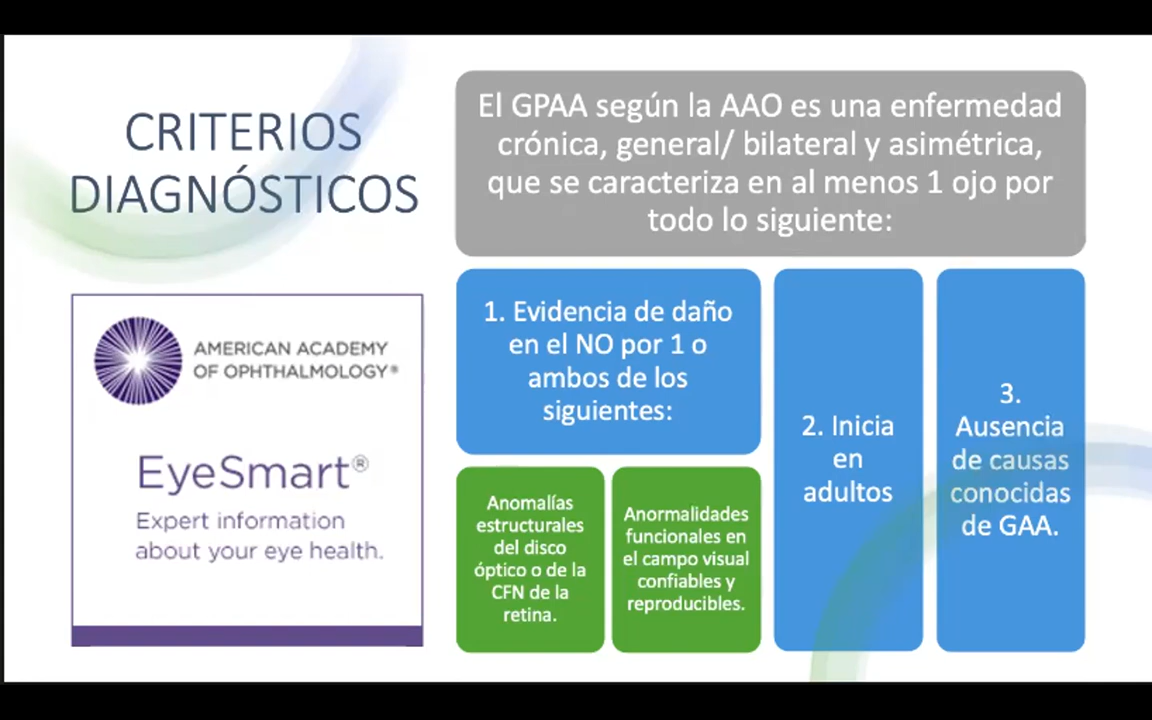 CRITERIOS
DIAGNÓSTICOS
AMERICAN ACADEMY
OF OPHTHALMOLOGY®
EyeSmart®
Expert information
about your eye health.
El GPAA según la AAO es una enfermedad
crónica, general/ bilateral y asimétrica,
que se caracteriza en al menos 1 ojo por
todo lo siguiente:
1. Evidencia de daño
en el NO por 1 o
ambos de los
siguientes:
Anomalías
estructurales
del disco
óptico o de la
CFN de la
retina.
Anormalidades
funcionales en
el campo visual
confiables y
reproducibles.
2. Inicia
en
adultos
3.
Ausencia
de causas
conocidas
de GAA.